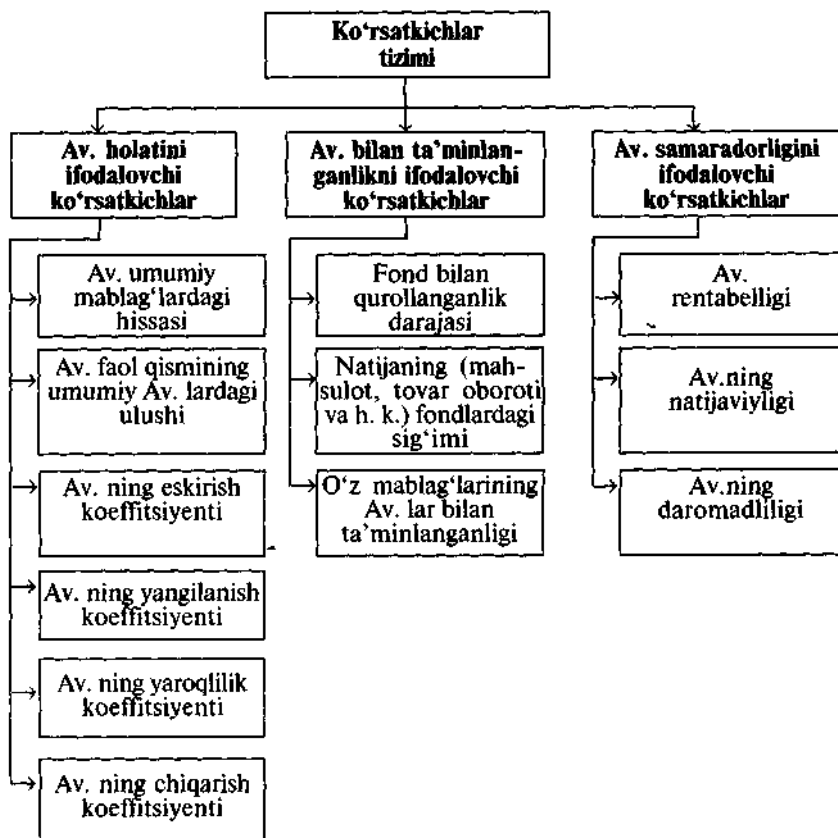 Ko‘rsatkichlar
tizimi
Av. holatini
ifodalovchi
ko‘rsatkichlar
Av. umumiy
mablag‘lardagi
hissasi
Av. faol qismining
umumiy Av. lardagi
ulushi
Av. ning eskirish
koeffitsiyenti
Av. ning yangilanish
koeffitsiyenti
Av. ning yaroqlilik
koeffitsiyenti
Av. ning chiqarish
koeffitsiyenti
Av. bilan ta’minlan-
ganlikni ifodalovchi
ko‘rsatkichlar
Fond bilan
qurollanganlik
darajasi
Natijaning (mah-
sulot, tovar oboroti
va h. k.) fondlardagi
sig‘imi
O‘z mablag‘larining
Av. lar bilan
ta’minlanganligi
Av. samaradorligini
ifodalovchi
ko‘rsatkichlar
Av.
rentabelligi
Av.ning
natijaviyligi
Av.ning
daromadliligi